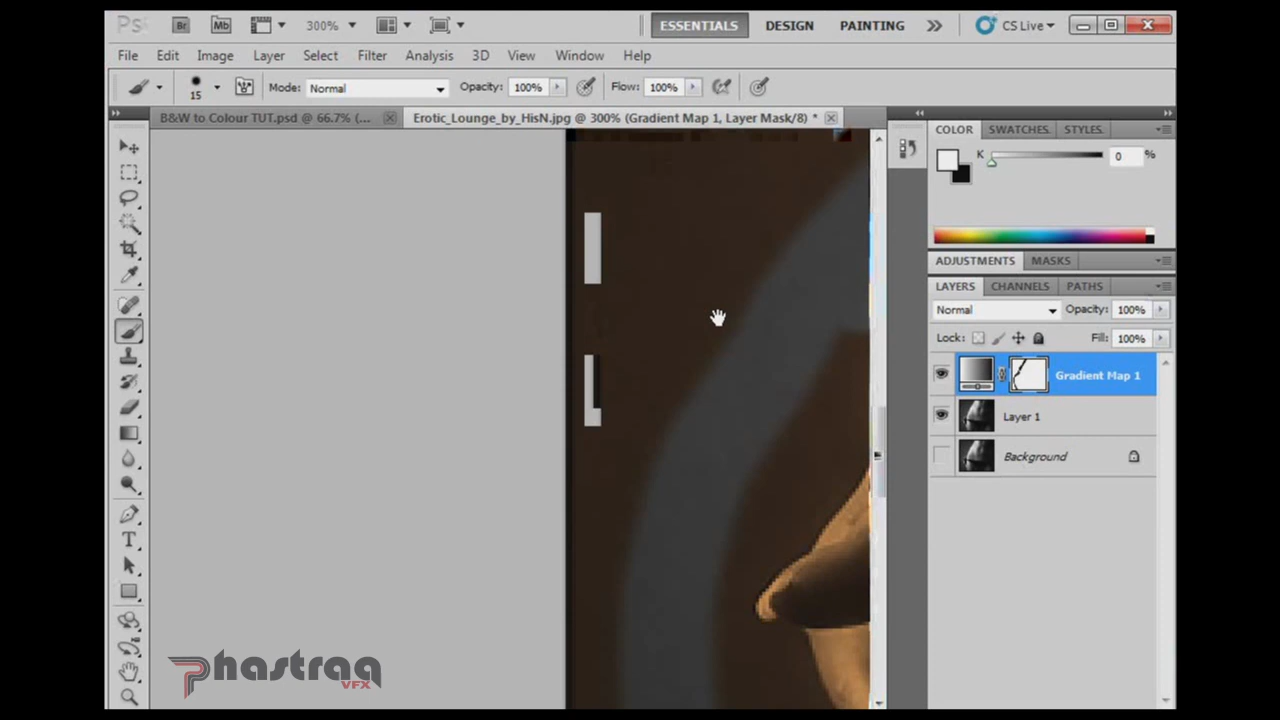 Ps Br Mb 300% ESSENTIALS DESIGN PAINTING CS Live
File Edit Image Layer Select Filter Analysis 3D View Window Help
15 Mode: Normal Opacity: 100% Flow: 100%
B&W to Colour TUT.psd @ 66.7% (... Erotic_Lounge_by_HisN.jpg @ 300% (Gradient Map 1, Layer Mask/8) *
COLOR SWATCHES STYLES
K 0 %
ADJUSTMENTS MASKS
LAYERS CHANNELS PATHS
Normal Opacity: 100%
Lock: Fill: 100%
Gradient Map 1
Layer 1
Background
T
Phastraq
VFX